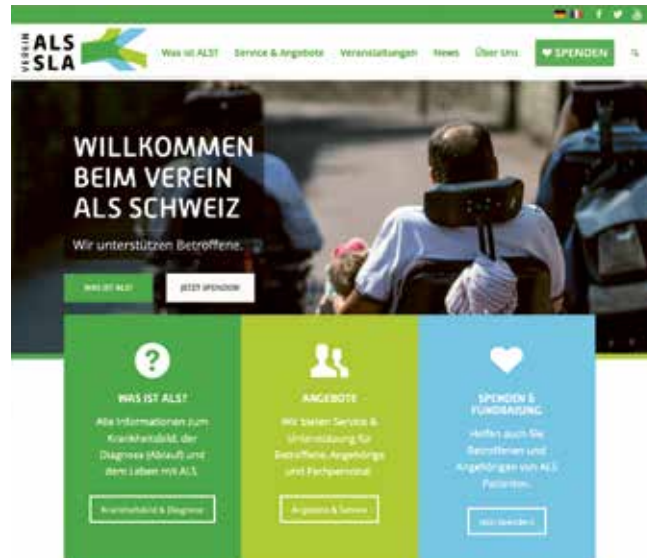 VEREIN
ALS
SLA
Was ist ALS?
Service & Angebote
Veranstaltungen
News
Über Uns
SPENDEN
WILLKOMMEN
BEIM VEREIN
ALS SCHWEIZ
Wir unterstützen Betroffene.
WAS IST ALS?
JETZT SPENDEN!
WAS IST ALS?
Alle Informationen zum
Krankheitsbild, der
Diagnose (Ablauf) und
dem Leben mit ALS.
Krankheitsbild & Diagnose
ANGEBOTE
Wir bieten Service &
Unterstützung für
Betroffene, Angehörige
und Fachpersonal
Angebote &
SPENDEN &
FUNDRAISING
Helfen auch Sie
Betroffenen und
Angehörigen von ALS
Patienten.
Jetzt spenden!